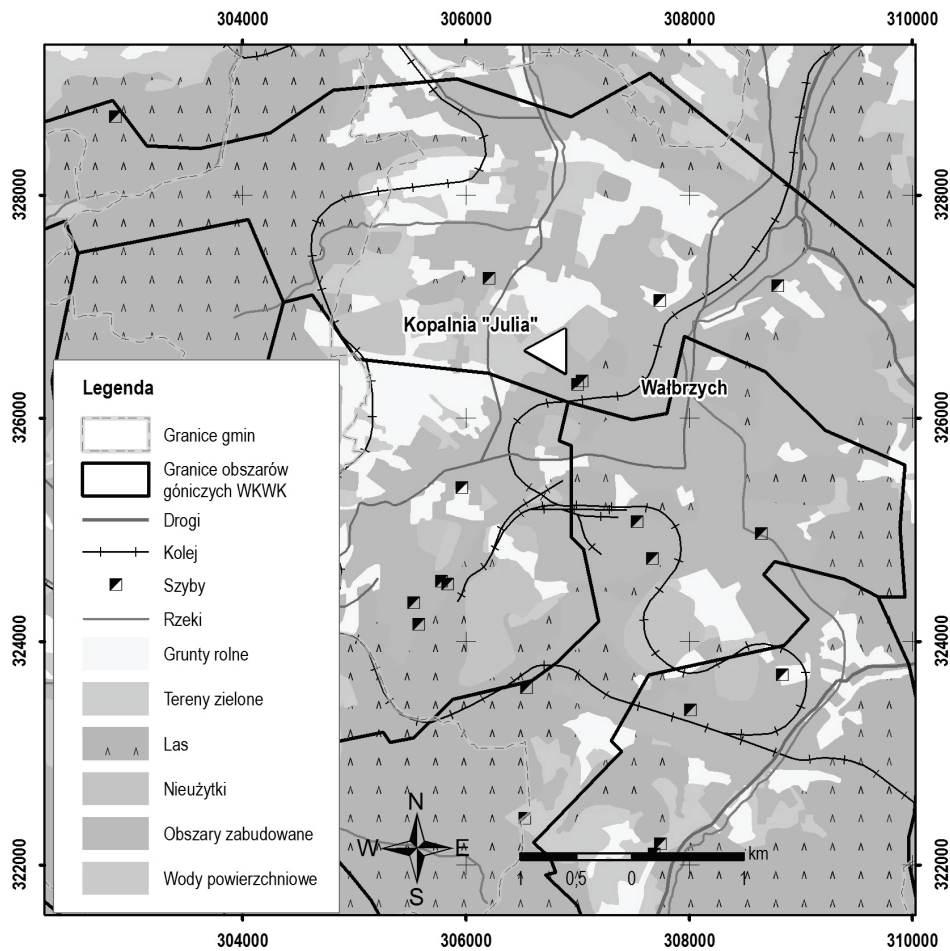 304000 306000 308000 310000
328000 328000
Kopalnia "Julia"
Wałbrzych
326000 326000
Legenda
Granice gmin
Granice obszarów
góniczych WKWK
Drogi
Kolej
Szyby
Rzeki
Grunty rolne
Tereny zielone
Las
Nieużytki
Obszary zabudowane
Wody powierzchniowe
324000 324000
N
W E
S
km
1 0,5 0 1
322000 322000
304000 306000 308000 310000